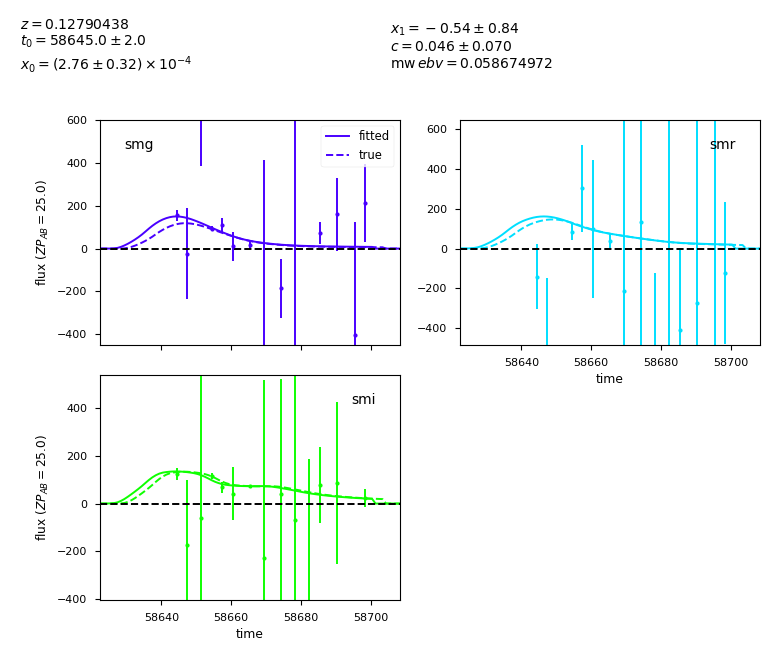 z = 0.12790438
t₀ = 58645.0 ± 2.0
x₀ = (2.76 ± 0.32) × 10⁻⁴
x₁ = −0.54 ± 0.84
c = 0.046 ± 0.070
mw ebv = 0.058674972
smg
fitted
true
600
400
200
0
−200
−400
flux (ZP_AB = 25.0)
smr
600
400
200
0
−200
−400
58640 58660 58680 58700
time
smi
400
200
0
−200
−400
flux (ZP_AB = 25.0)
58640 58660 58680 58700
time